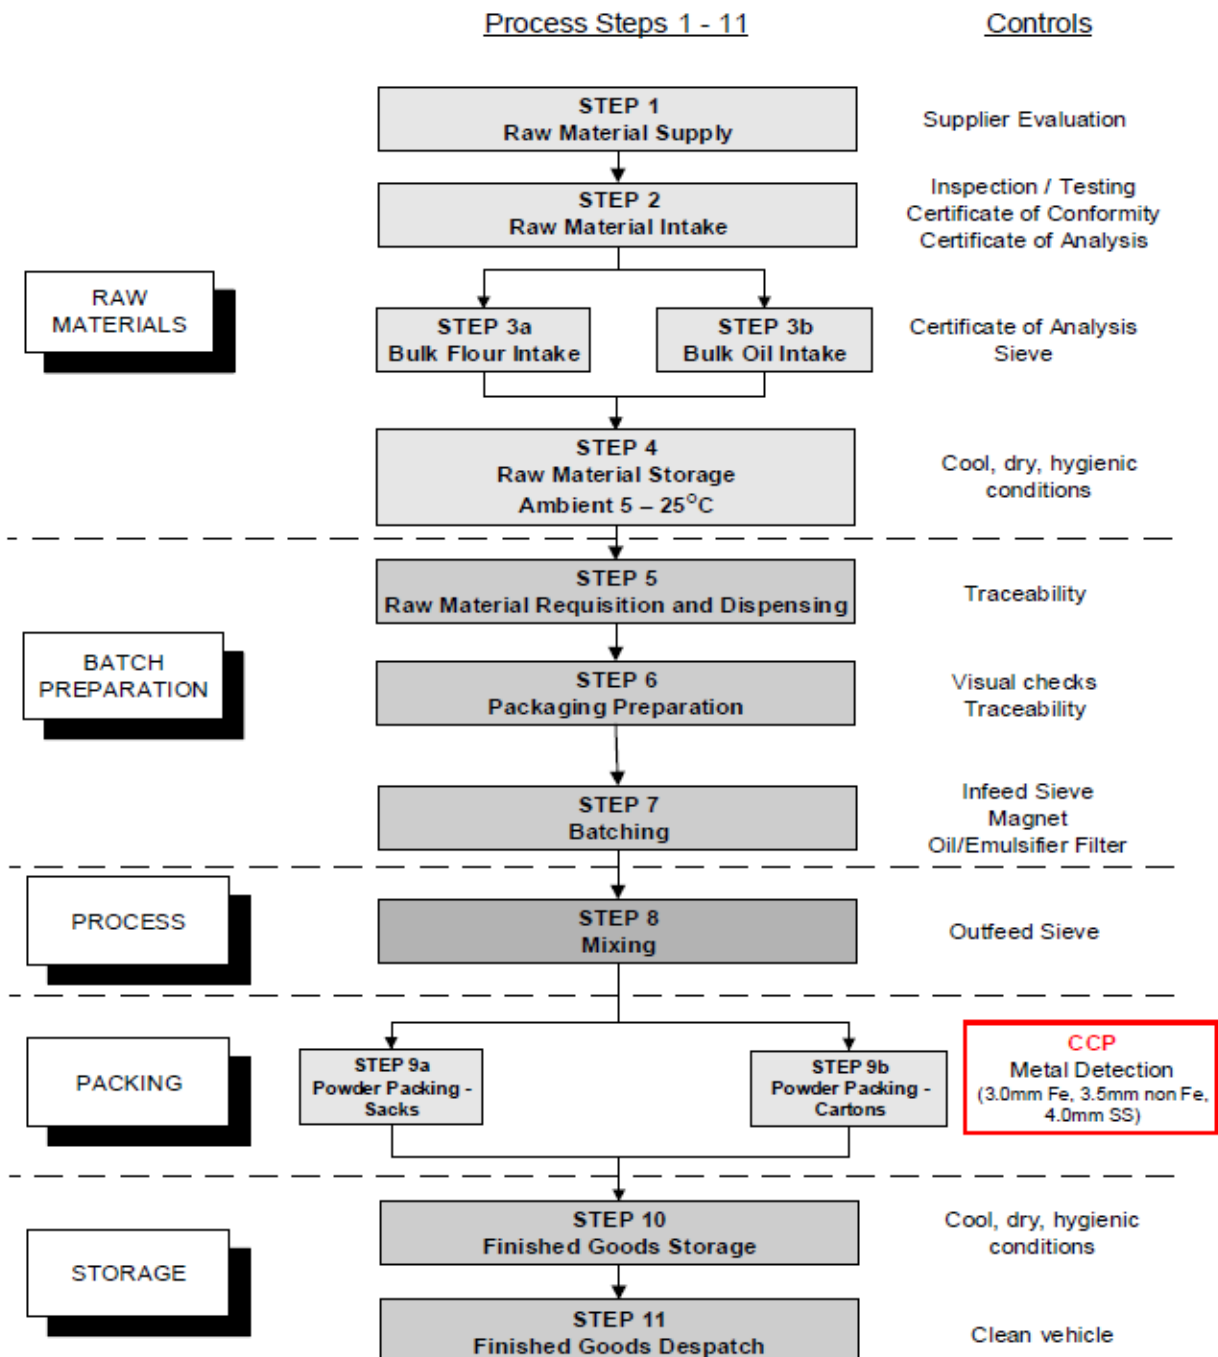 Process Steps 1 - 11
Controls
STEP 1
Raw Material Supply
Supplier Evaluation
STEP 2
Raw Material Intake
Inspection / Testing
Certificate of Conformity
Certificate of Analysis
RAW
MATERIALS
STEP 3a
Bulk Flour Intake
STEP 3b
Bulk Oil Intake
Certificate of Analysis
Sieve
STEP 4
Raw Material Storage
Ambient 5 – 25°C
Cool, dry, hygienic
conditions
STEP 5
Raw Material Requisition and Dispensing
Traceability
BATCH
PREPARATION
STEP 6
Packaging Preparation
Visual checks
Traceability
STEP 7
Batching
Infeed Sieve
Magnet
Oil/Emulsifier Filter
PROCESS
STEP 8
Mixing
Outfeed Sieve
PACKING
STEP 9a
Powder Packing -
Sacks
STEP 9b
Powder Packing -
Cartons
CCP
Metal Detection
(3.0mm Fe, 3.5mm non Fe,
4.0mm SS)
STORAGE
STEP 10
Finished Goods Storage
Cool, dry, hygienic
conditions
STEP 11
Finished Goods Despatch
Clean vehicle